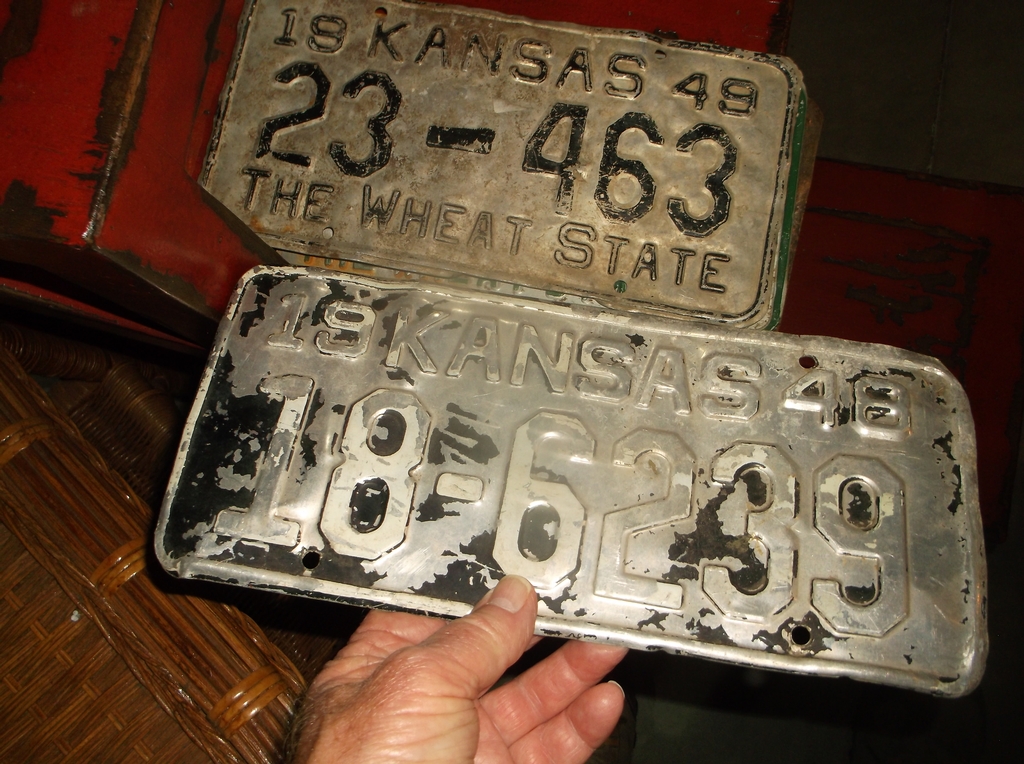 19 KANSAS 49
23-463
THE WHEAT STATE
19 KANSAS 48
18-6239